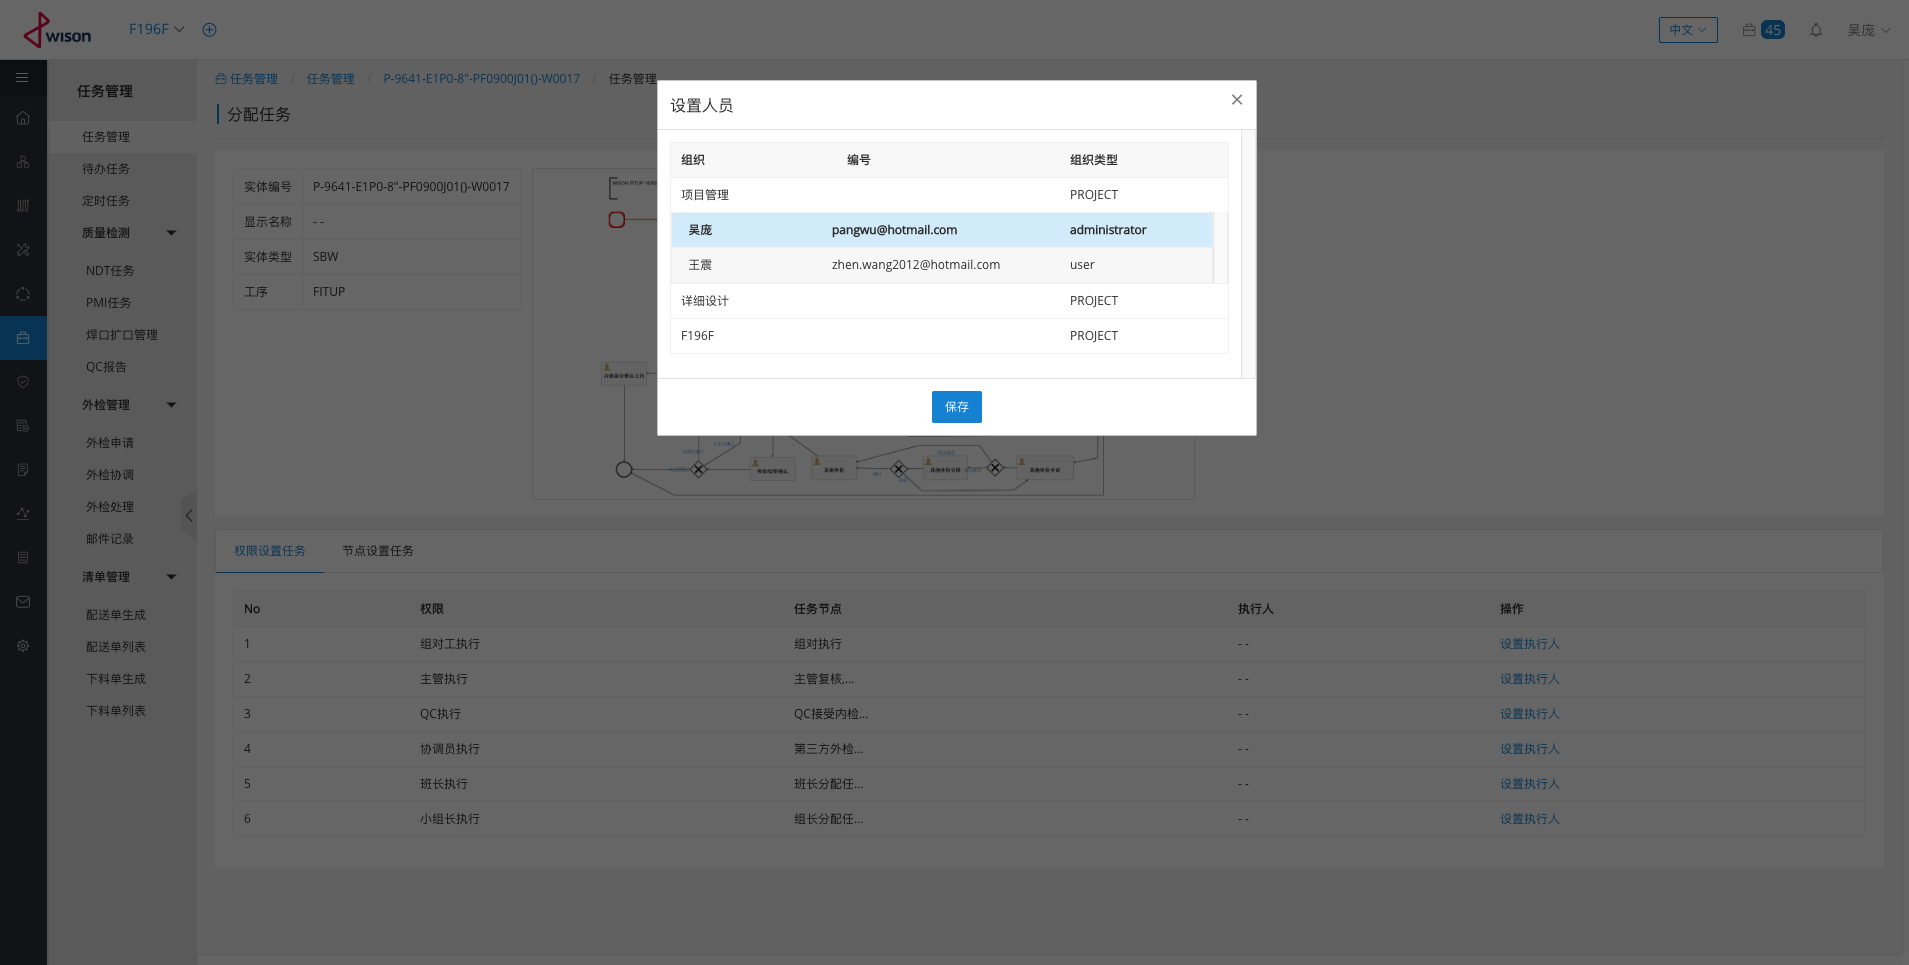 wison
F196F
中文
45
吴庞
任务管理 / 任务管理 / P-9641-E1P0-8"-PF0900J01()-W0017 / 任务管理
分配任务
任务管理
任务管理
待办任务
定时任务
质量检测
NDT任务
PMI任务
焊口扩口管理
QC报告
外检管理
外检申请
外检协调
外检处理
邮件记录
清单管理
配送单生成
配送单列表
下料单生成
下料单列表
实体编号 P-9641-E1P0-8"-PF0900J01()-W0017
显示名称 - -
实体类型 SBW
工序 FITUP
设置人员
组织 编号 组织类型
项目管理 PROJECT
吴庞 pangwu@hotmail.com administrator
王震 zhen.wang2012@hotmail.com user
详细设计 PROJECT
F196F PROJECT
保存
权限设置任务 节点设置任务
No 权限 任务节点 执行人 操作
1 组对工执行 组对执行 - - 设置执行人
2 主管执行 主管复核,... - - 设置执行人
3 QC执行 QC接受内检... - - 设置执行人
4 协调员执行 第三方外检... - - 设置执行人
5 班长执行 班长分配任... - - 设置执行人
6 小组长执行 组长分配任... - - 设置执行人